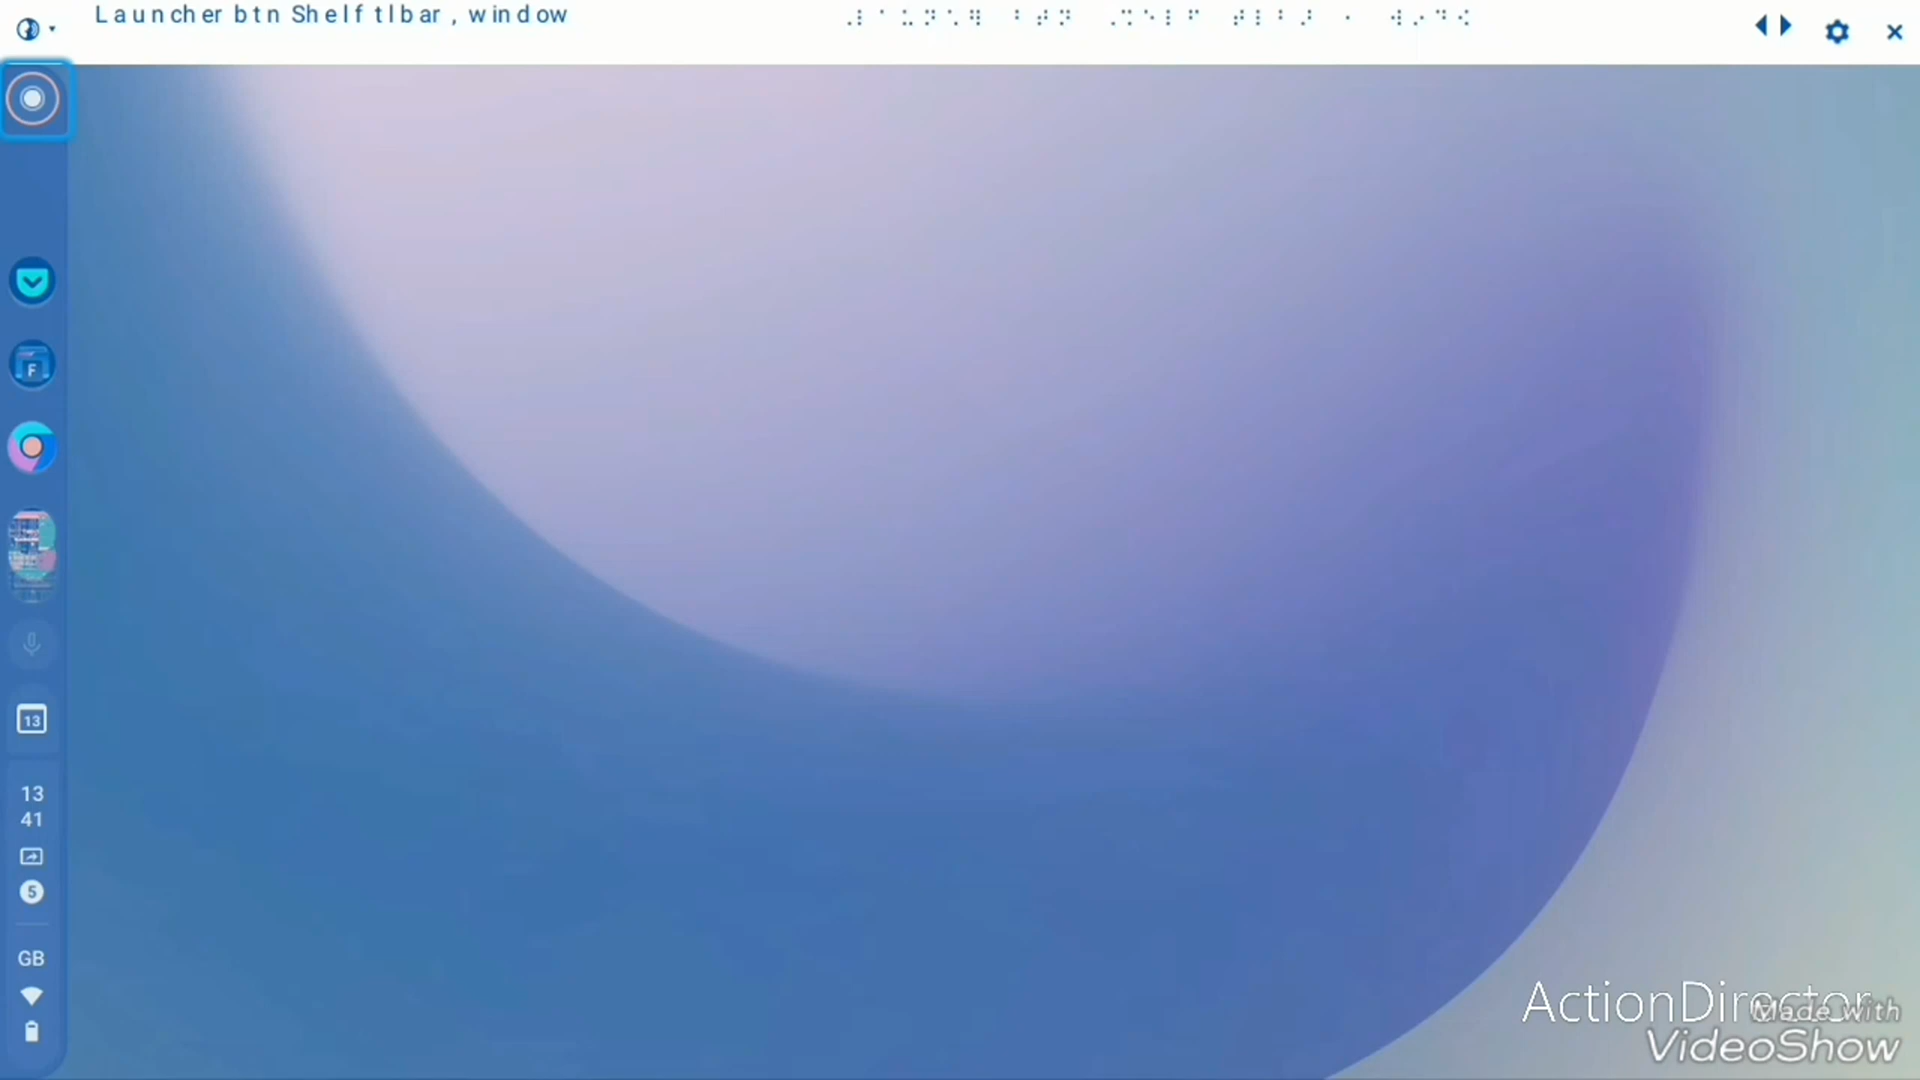 Launcher btn Shelf tlbar , window
F
13
13
41
5
GB
ActionDirector
Made with
VideoShow